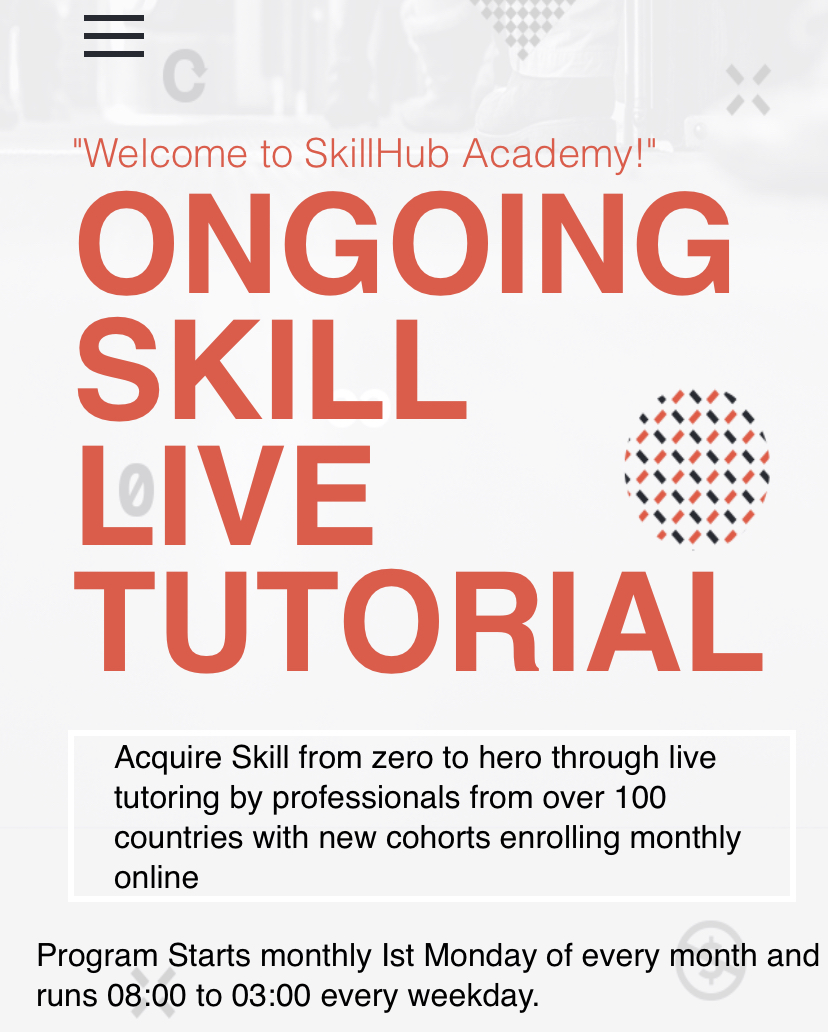 "Welcome to SkillHub Academy!"
ONGOING
SKILL
LIVE
TUTORIAL
Acquire Skill from zero to hero through live
tutoring by professionals from over 100
countries with new cohorts enrolling monthly
online
Program Starts monthly Ist Monday of every month and
runs 08:00 to 03:00 every weekday.